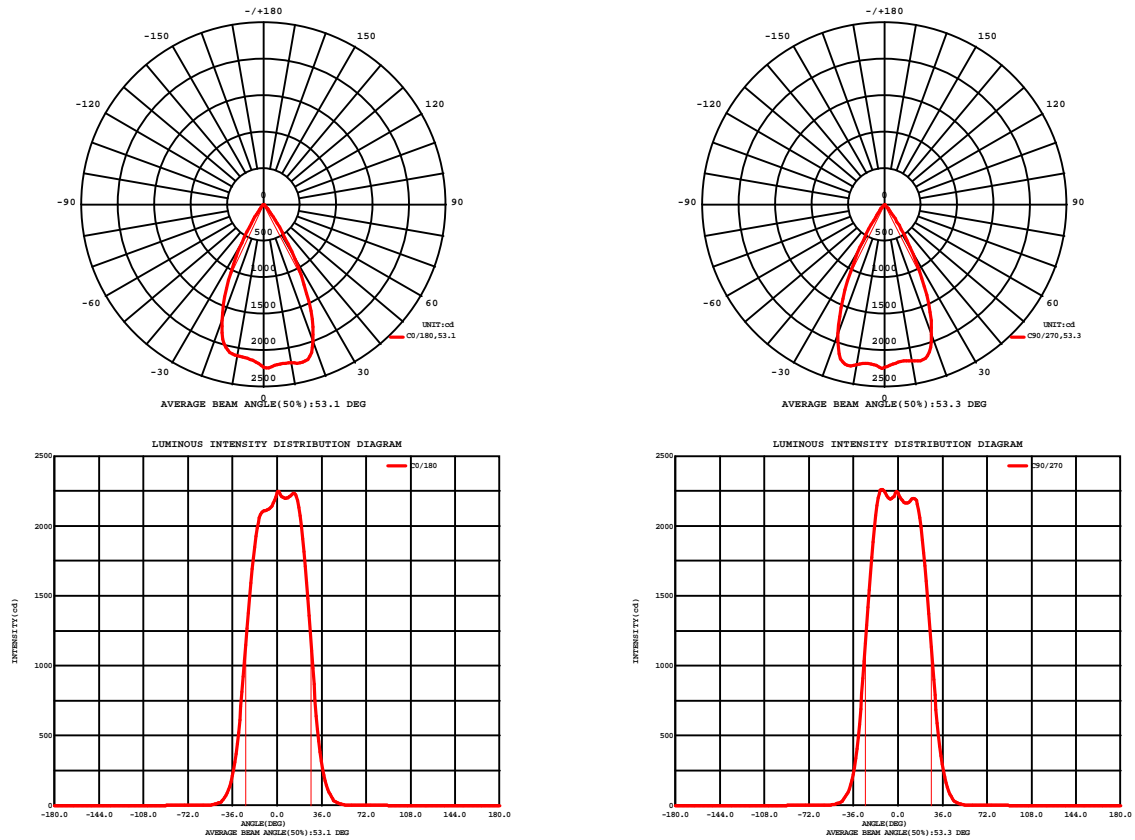 -/+180
-150
150
-120
120
-90
90
0
500
1000
1500
2000
2500
-60
60
UNIT:cd
C0/180,53.1
-30
30
0
AVERAGE BEAM ANGLE(50%):53.1 DEG
-/+180
-150
150
-120
120
-90
90
0
500
1000
1500
2000
2500
-60
60
UNIT:cd
C90/270,53.3
-30
30
0
AVERAGE BEAM ANGLE(50%):53.3 DEG
LUMINOUS INTENSITY DISTRIBUTION DIAGRAM
C0/180
INTENSITY(cd)
2500
2000
1500
1000
500
0
-180.0 -144.0 -108.0 -72.0 -36.0 0.0 36.0 72.0 108.0 144.0 180.0
ANGLE(DEG)
AVERAGE BEAM ANGLE(50%):53.1 DEG
LUMINOUS INTENSITY DISTRIBUTION DIAGRAM
C90/270
INTENSITY(cd)
2500
2000
1500
1000
500
0
-180.0 -144.0 -108.0 -72.0 -36.0 0.0 36.0 72.0 108.0 144.0 180.0
ANGLE(DEG)
AVERAGE BEAM ANGLE(50%):53.3 DEG